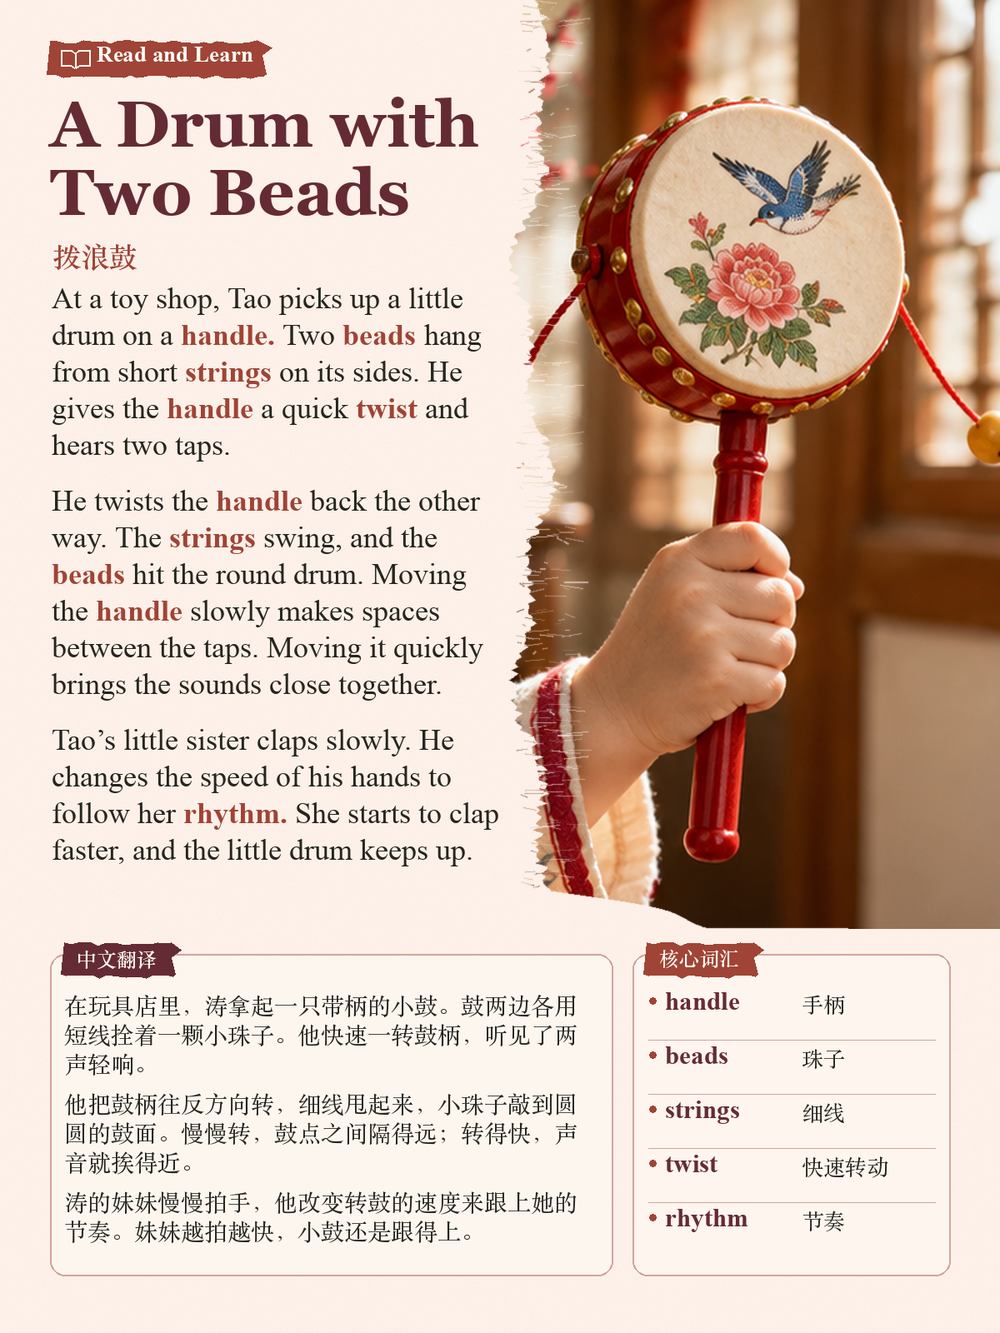 Read and Learn
A Drum with
Two Beads
拨浪鼓
At a toy shop, Tao picks up a little
drum on a handle. Two beads hang
from short strings on its sides. He
gives the handle a quick twist and
hears two taps.
He twists the handle back the other
way. The strings swing, and the
beads hit the round drum. Moving
the handle slowly makes spaces
between the taps. Moving it quickly
brings the sounds close together.
Tao’s little sister claps slowly. He
changes the speed of his hands to
follow her rhythm. She starts to clap
faster, and the little drum keeps up.
中文翻译
在玩具店里，涛拿起一只带柄的小鼓。鼓两边各用
短线拴着一颗小珠子。他快速一转鼓柄，听见了两
声轻响。
他把鼓柄往反方向转，细线甩起来，小珠子敲到圆
圆的鼓面。慢慢转，鼓点之间隔得远；转得快，声
音就挨得近。
涛的妹妹慢慢拍手，他改变转鼓的速度来跟上她的
节奏。妹妹越拍越快，小鼓还是跟得上。
核心词汇
• handle 手柄
• beads 珠子
• strings 细线
• twist 快速转动
• rhythm 节奏